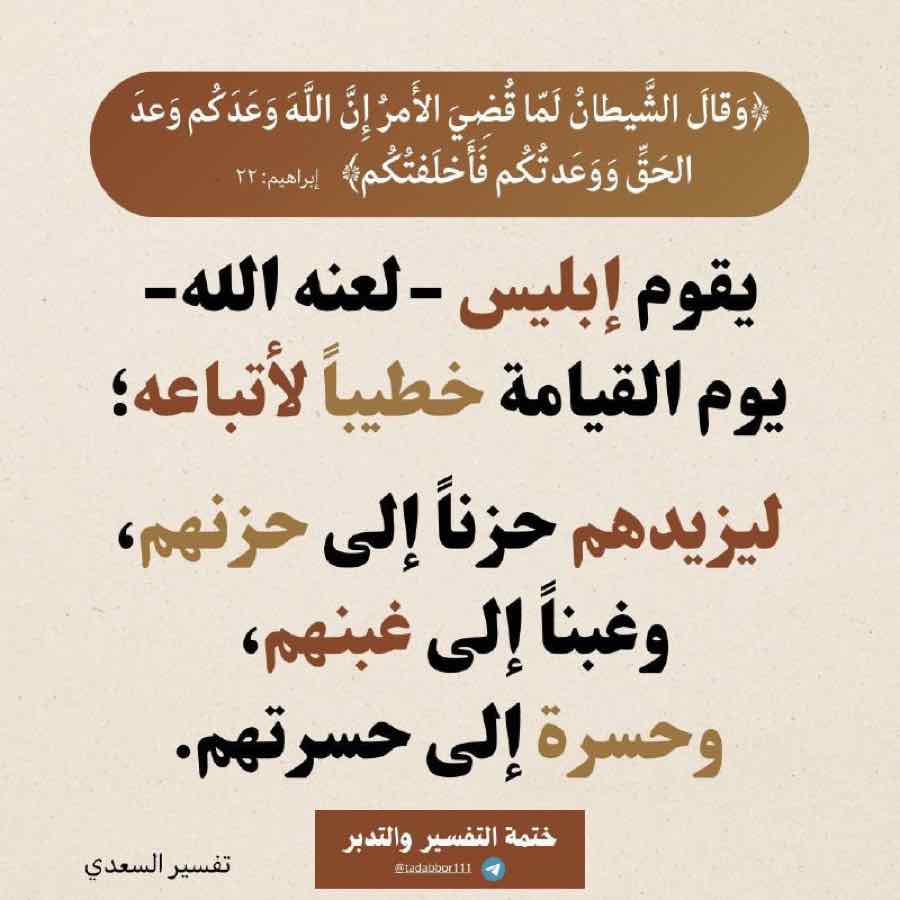 ﴿وَقالَ الشَّيطانُ لَمّا قُضِيَ الأَمرُ إِنَّ اللَّهَ وَعَدَكُم وَعدَ
الحَقِّ وَوَعَدتُكُم فَأَخلَفتُكُم﴾ إبراهيم: ٢٢
يقوم إبليس -لعنه الله-
يوم القيامة خطيباً لأتباعه؛
ليزيدهم حزناً إلى حزنهم،
وغبناً إلى غبنهم،
وحسرة إلى حسرتهم.
ختمة التفسير والتدبر
@tadabbor111
تفسير السعدي